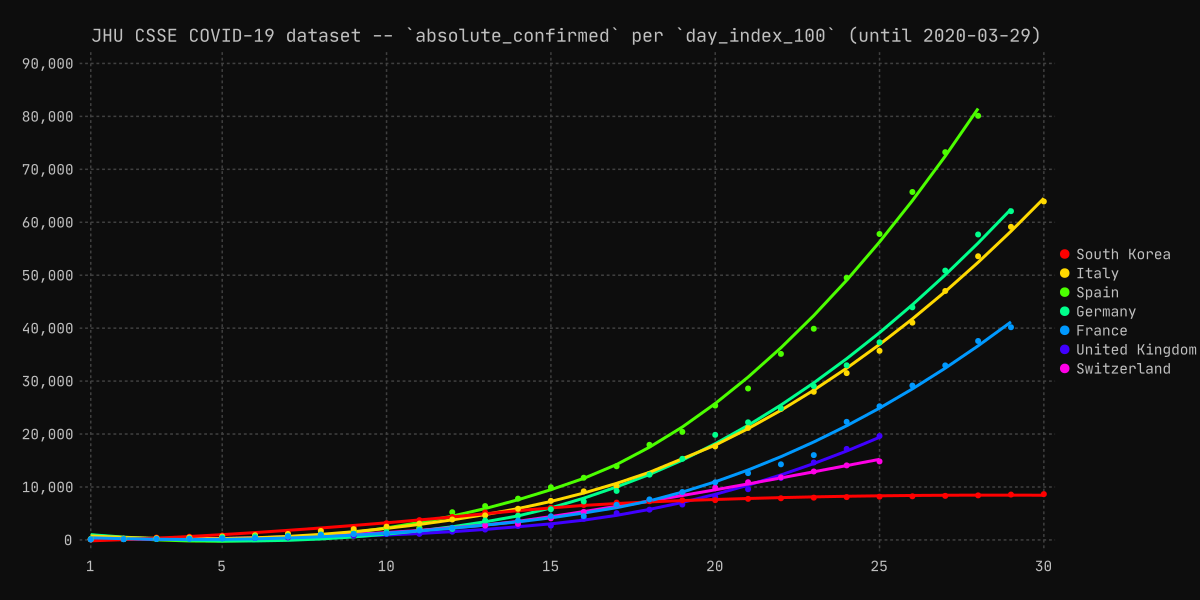 JHU CSSE COVID-19 dataset -- `absolute_confirmed` per `day_index_100` (until 2020-03-29)
90,000
80,000
70,000
60,000
50,000
40,000
30,000
20,000
10,000
0
1 5 10 15 20 25 30
South Korea
Italy
Spain
Germany
France
United Kingdom
Switzerland